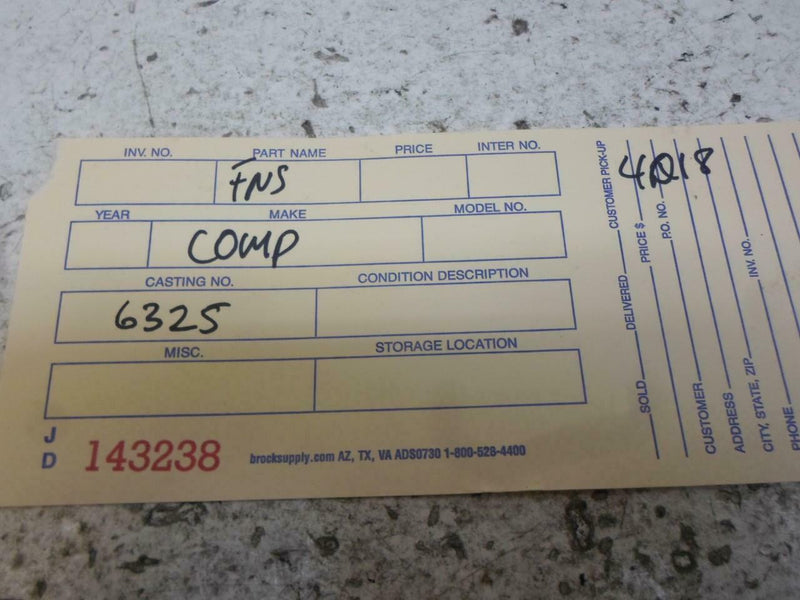 INV. NO. PART NAME PRICE INTER NO.
FNS
YEAR MAKE MODEL NO.
COMP
CASTING NO. CONDITION DESCRIPTION
6325
MISC. STORAGE LOCATION
J
D 143238 brocksupply.com AZ, TX, VA ADS0730 1-800-528-4400
SOLD DELIVERED CUSTOMER PICK-UP
PRICE $
P.O. NO.
CUSTOMER
ADDRESS
CITY, STATE, ZIP INV. NO.
PHONE